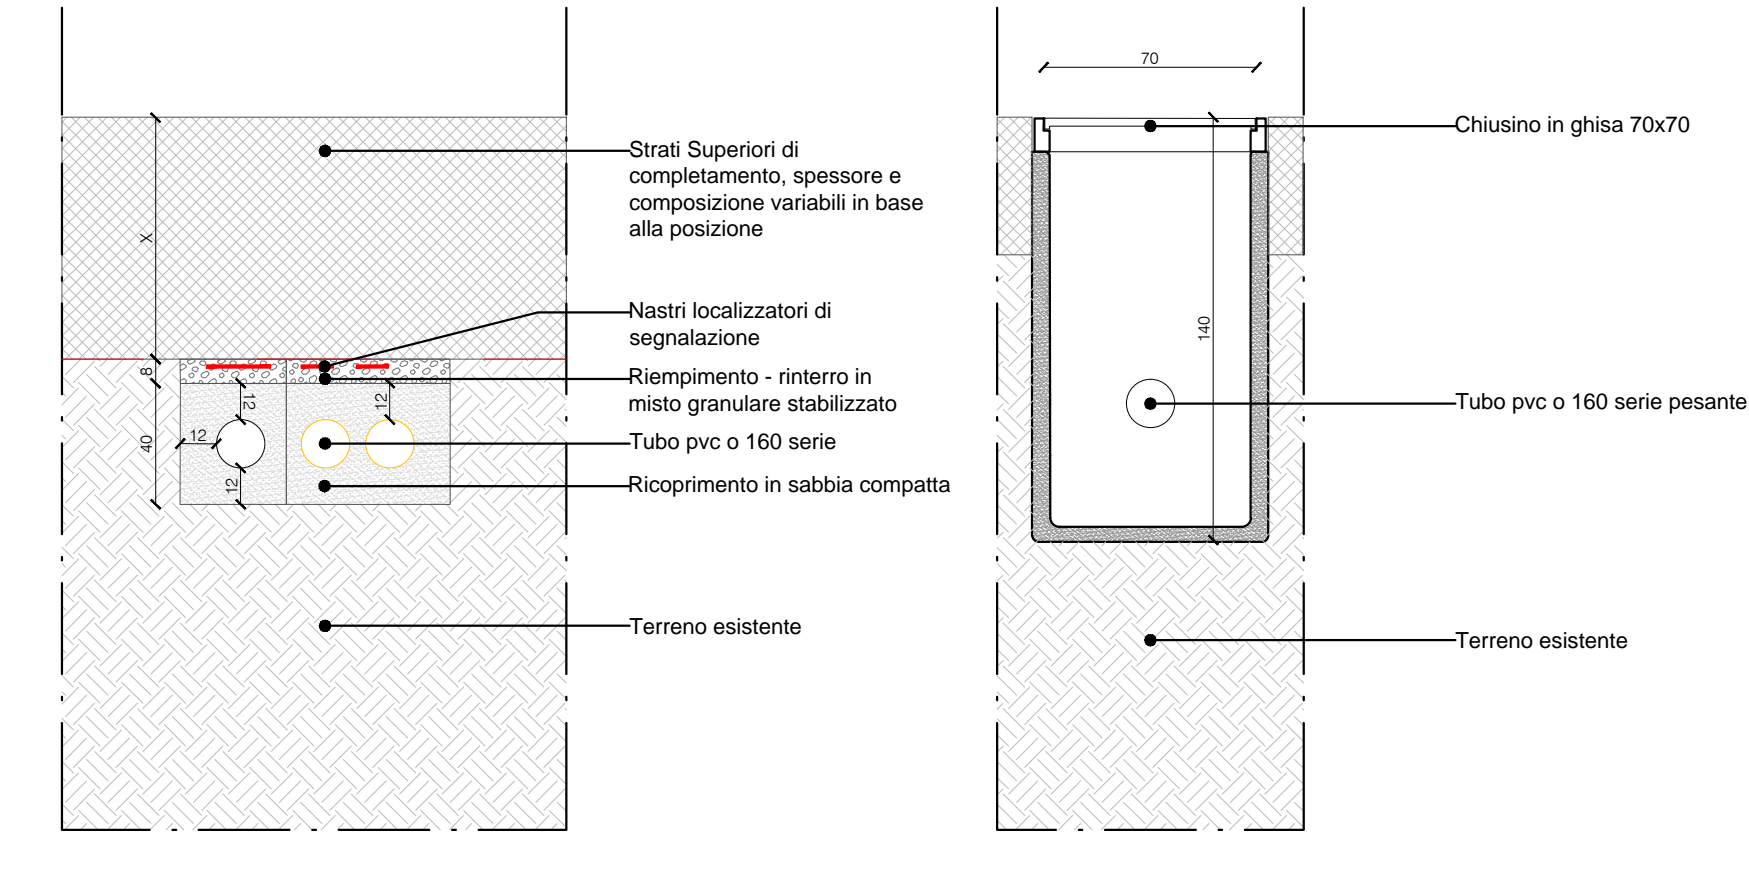 70
Chiusino in ghisa 70x70
Strati Superiori di
completamento, spessore e
composizione variabili in base
alla posizione
X
Nastri localizzatori di
segnalazione
140
8
Riempimento - rinterro in
misto granulare stabilizzato
12
12
Tubo pvc o 160 serie pesante
12
40
Tubo pvc o 160 serie
12
Ricoprimento in sabbia compatta
Terreno esistente
Terreno esistente